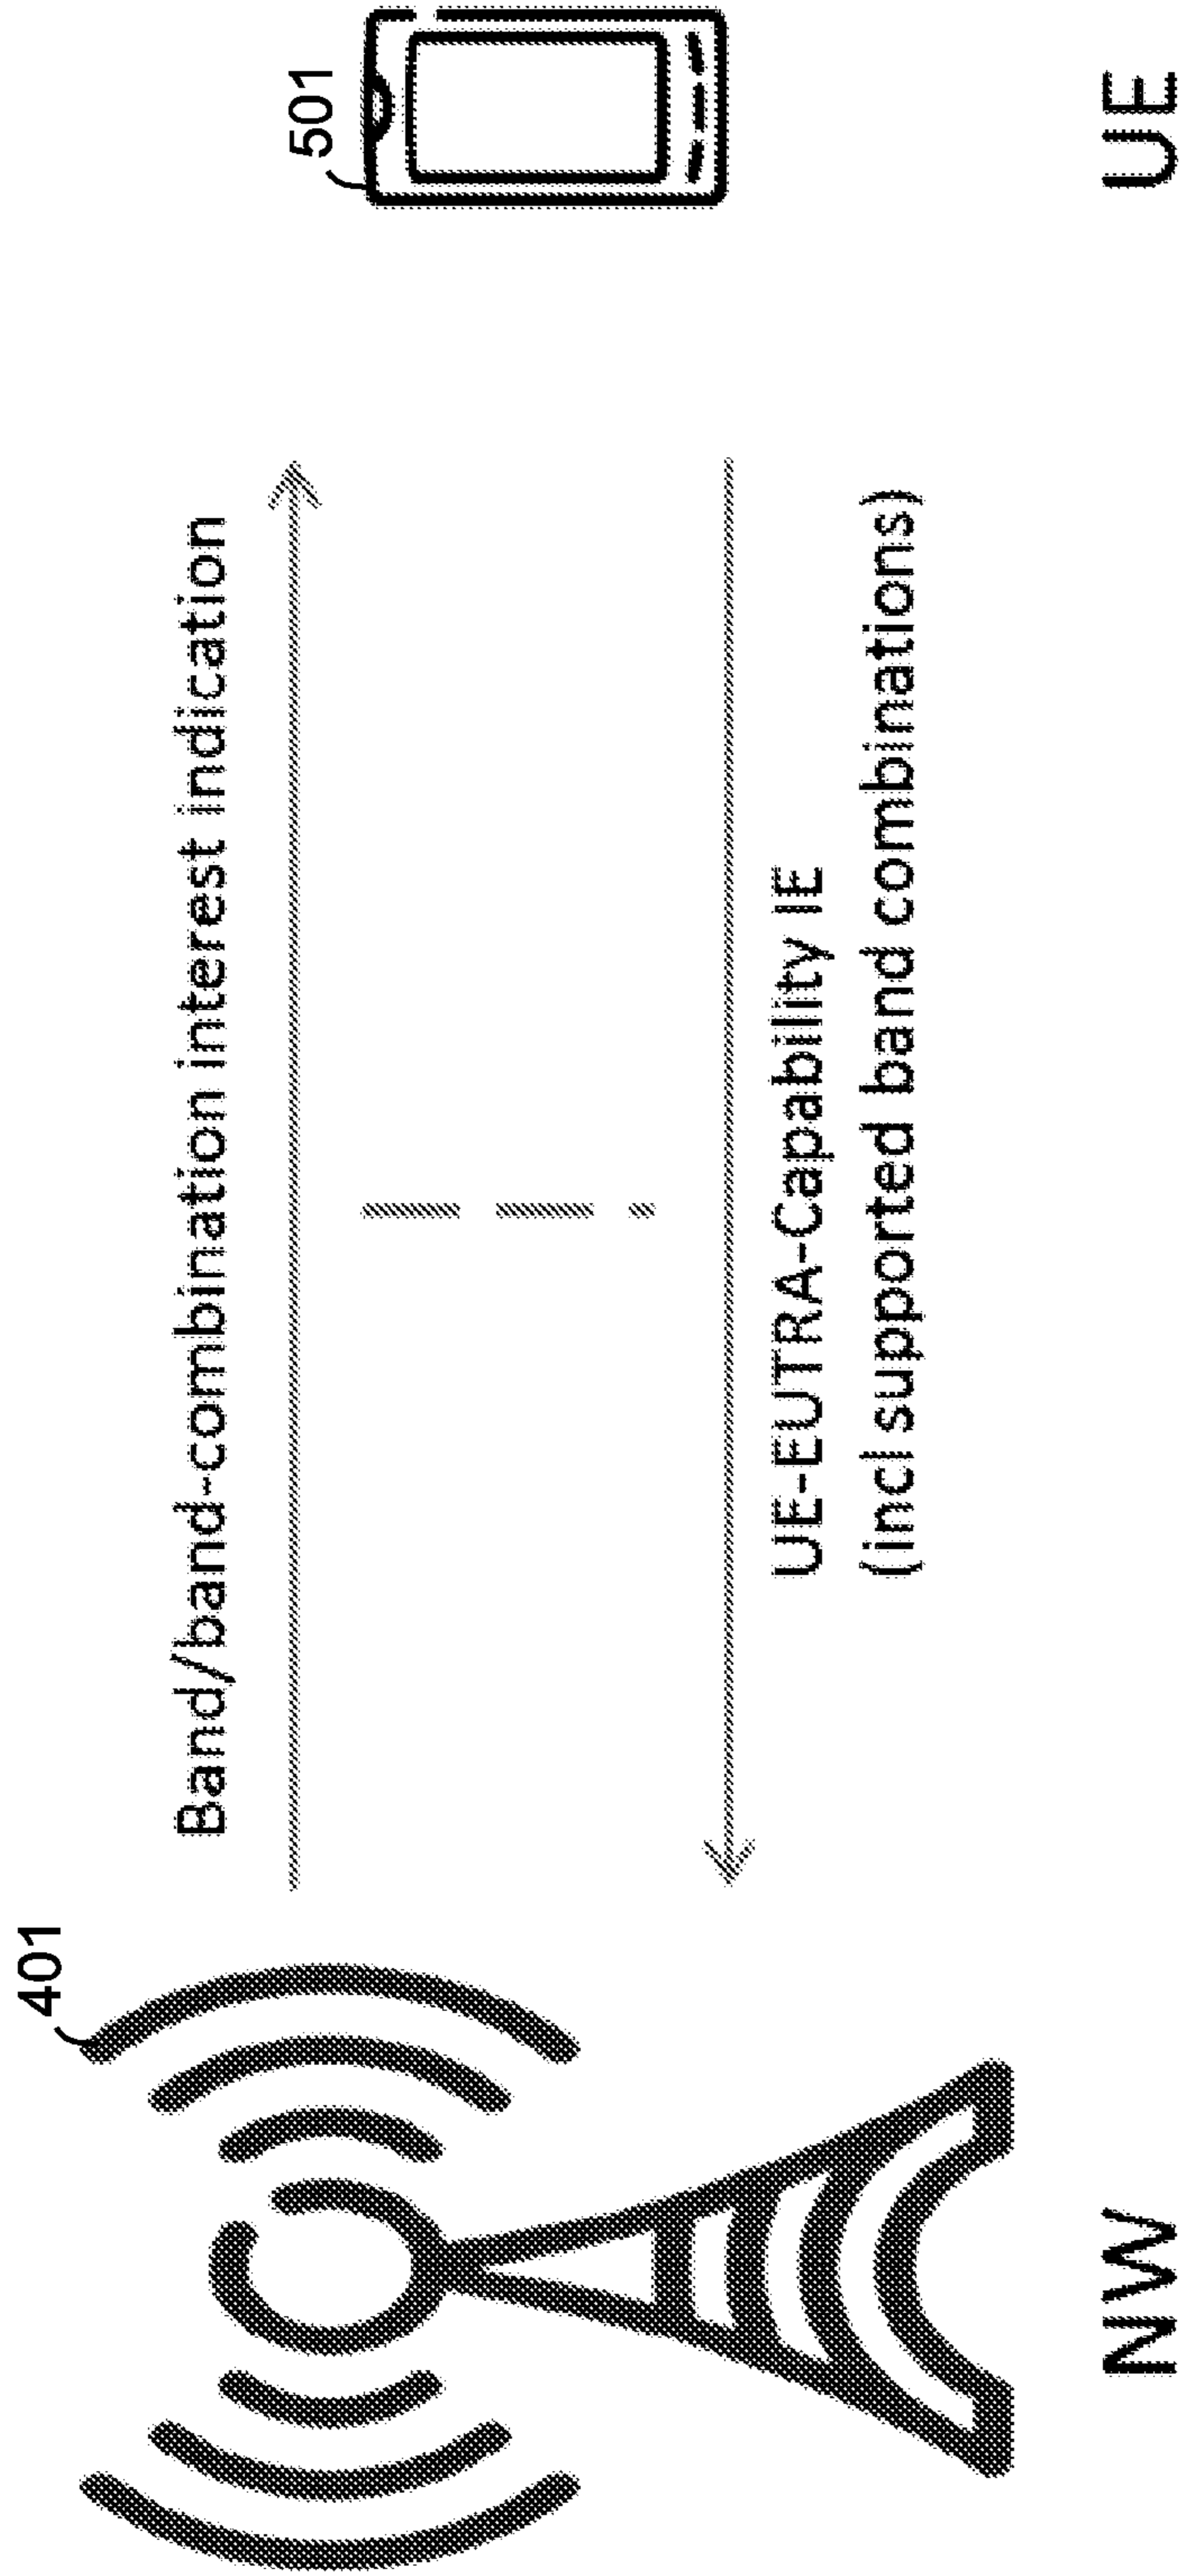 401
501
Band/band-combination interest indication
UE-EUTRA-Capability IE
(incl supported band combinations)
NW
UE